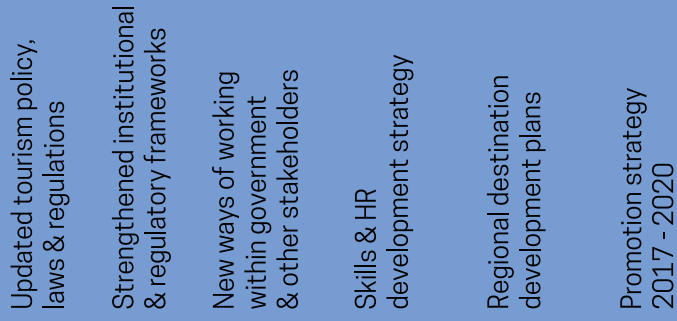 Updated tourism policy,
laws & regulations
Strengthened institutional
& regulatory frameworks
New ways of working
within government
& other stakeholders
Skills & HR
development strategy
Regional destination
development plans
Promotion strategy
2017 - 2020